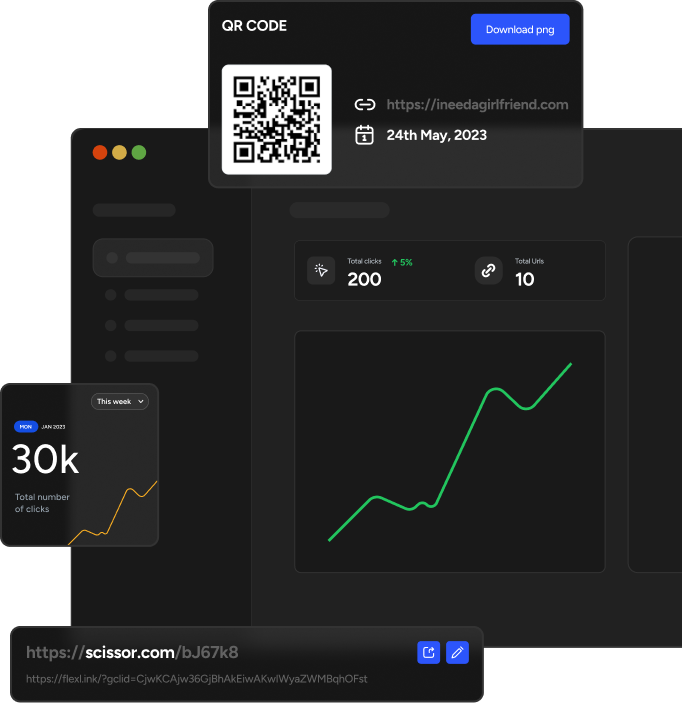 QR CODE
Download png
https://ineedagirlfriend.com
24th May, 2023
Total clicks
↑ 5%
200
Total Urls
10
This week
MON
JAN 2023
30k
Total number
of clicks
https://scissor.com/bJ67k8
https://flexl.ink/?gclid=CjwKCAjw36GjBhAkEiwAKwIWyaZWMBqhOFst